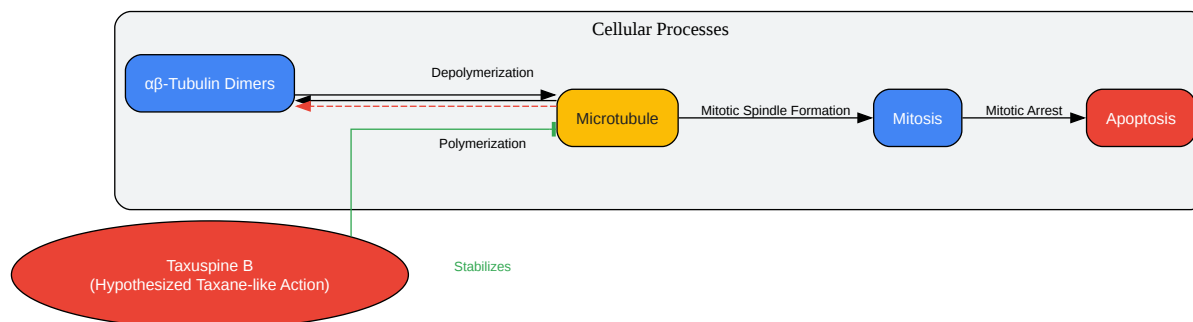 Cellular Processes
αβ-Tubulin Dimers
Depolymerization
Microtubule
Polymerization
Mitotic Spindle Formation
Mitosis
Mitotic Arrest
Apoptosis
Taxuspine B
(Hypothesized Taxane-like Action)
Stabilizes